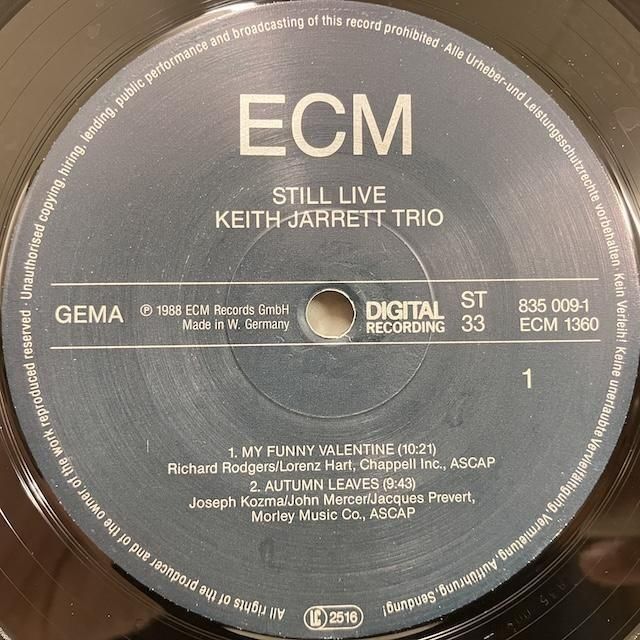 ECM
STILL LIVE
KEITH JARRETT TRIO
GEMA
℗ 1988 ECM Records GmbH
Made in W. Germany
DIGITAL
RECORDING
ST
33
835 009-1
ECM 1360
1
1. MY FUNNY VALENTINE (10:21)
Richard Rodgers/Lorenz Hart, Chappell Inc., ASCAP
2. AUTUMN LEAVES (9:43)
Joseph Kozma/John Mercer/Jacques Prevert,
Morley Music Co., ASCAP
All rights of the producer and of the owner of the work reproduced reserved · Unauthorised copying, hiring, lending, public performance and broadcasting of this record prohibited · Alle Urheber-und Leistungsschutzrechte vorbehalten · Kein Verleih! Keine unerlaubte Vervielfältigung, Vermietung, Aufführung, Sendung!
LC 2516